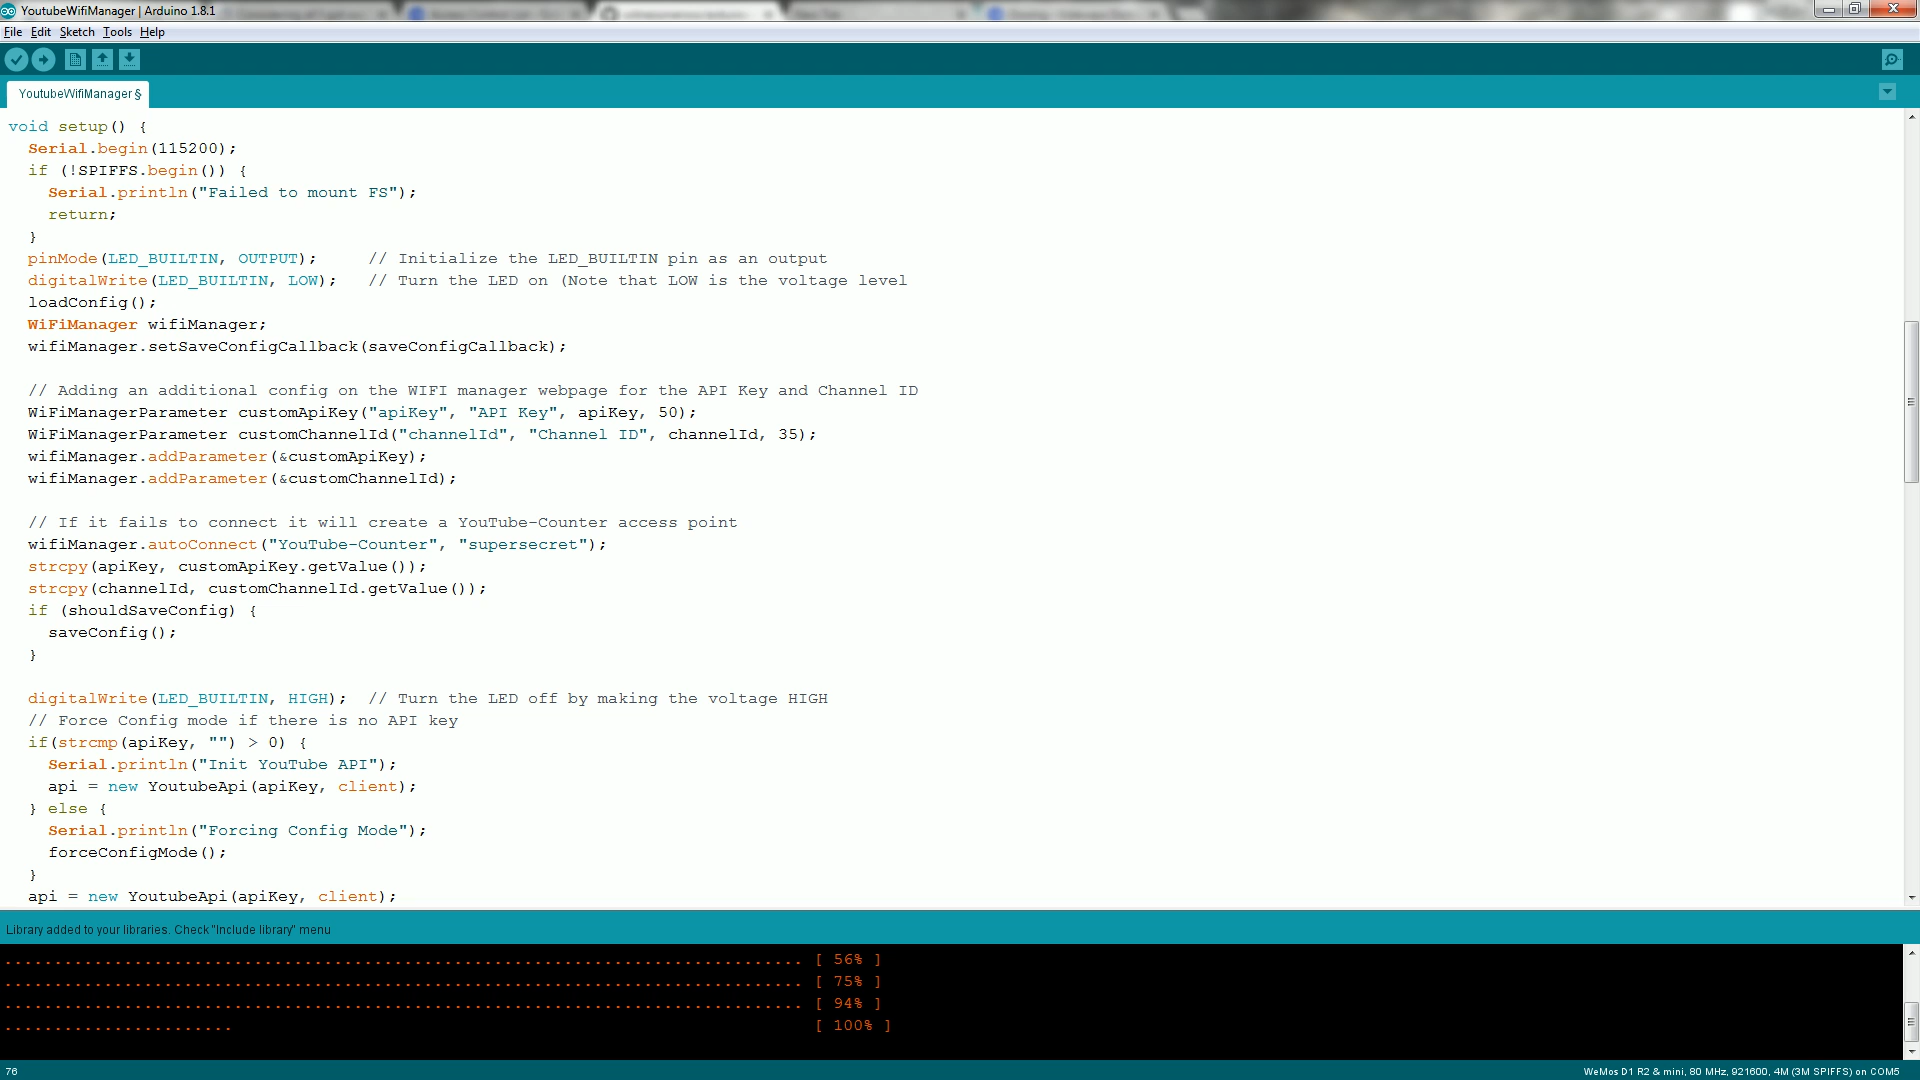 YoutubeWifiManager | Arduino 1.8.1
File Edit Sketch Tools Help
YoutubeWifiManager §
void setup() {
  Serial.begin(115200);
  if (!SPIFFS.begin()) {
    Serial.println("Failed to mount FS");
    return;
  }
  pinMode(LED_BUILTIN, OUTPUT);     // Initialize the LED_BUILTIN pin as an output
  digitalWrite(LED_BUILTIN, LOW);   // Turn the LED on (Note that LOW is the voltage level
  loadConfig();
  WiFiManager wifiManager;
  wifiManager.setSaveConfigCallback(saveConfigCallback);

  // Adding an additional config on the WIFI manager webpage for the API Key and Channel ID
  WiFiManagerParameter customApiKey("apiKey", "API Key", apiKey, 50);
  WiFiManagerParameter customChannelId("channelId", "Channel ID", channelId, 35);
  wifiManager.addParameter(&customApiKey);
  wifiManager.addParameter(&customChannelId);

  // If it fails to connect it will create a YouTube-Counter access point
  wifiManager.autoConnect("YouTube-Counter", "supersecret");
  strcpy(apiKey, customApiKey.getValue());
  strcpy(channelId, customChannelId.getValue());
  if (shouldSaveConfig) {
    saveConfig();
  }

  digitalWrite(LED_BUILTIN, HIGH);  // Turn the LED off by making the voltage HIGH
  // Force Config mode if there is no API key
  if(strcmp(apiKey, "") > 0) {
    Serial.println("Init YouTube API");
    api = new YoutubeApi(apiKey, client);
  } else {
    Serial.println("Forcing Config Mode");
    forceConfigMode();
  }
  api = new YoutubeApi(apiKey, client);
Library added to your libraries. Check "Include library" menu
................................................................................ [ 56% ]
................................................................................ [ 75% ]
................................................................................ [ 94% ]
.......................                                                          [ 100% ]
76
WeMos D1 R2 & mini, 80 MHz, 921600, 4M (3M SPIFFS) on COM5